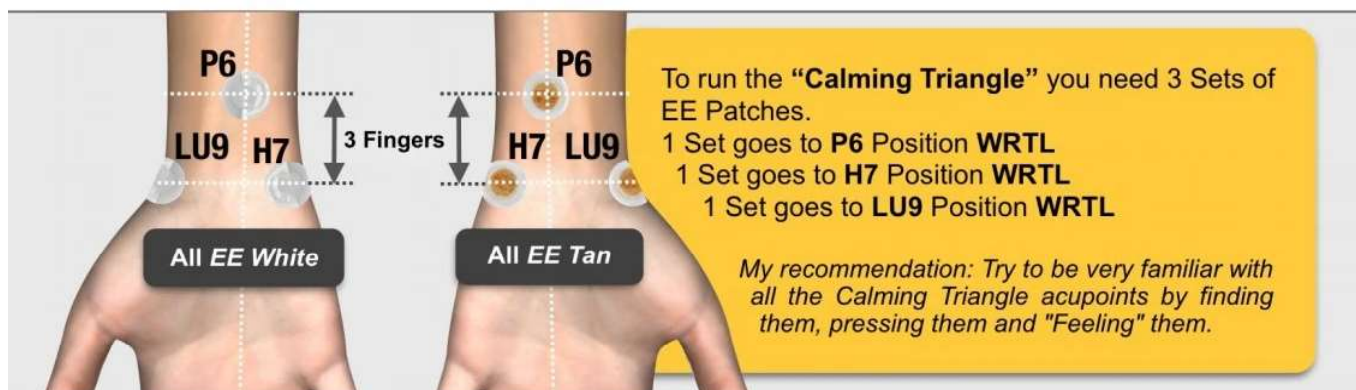 P6
LU9 H7
All EE White
3 Fingers
P6
H7 LU9
All EE Tan
To run the “Calming Triangle” you need 3 Sets of
EE Patches.
1 Set goes to P6 Position WRTL
1 Set goes to H7 Position WRTL
1 Set goes to LU9 Position WRTL
My recommendation: Try to be very familiar with
all the Calming Triangle acupoints by finding
them, pressing them and "Feeling" them.